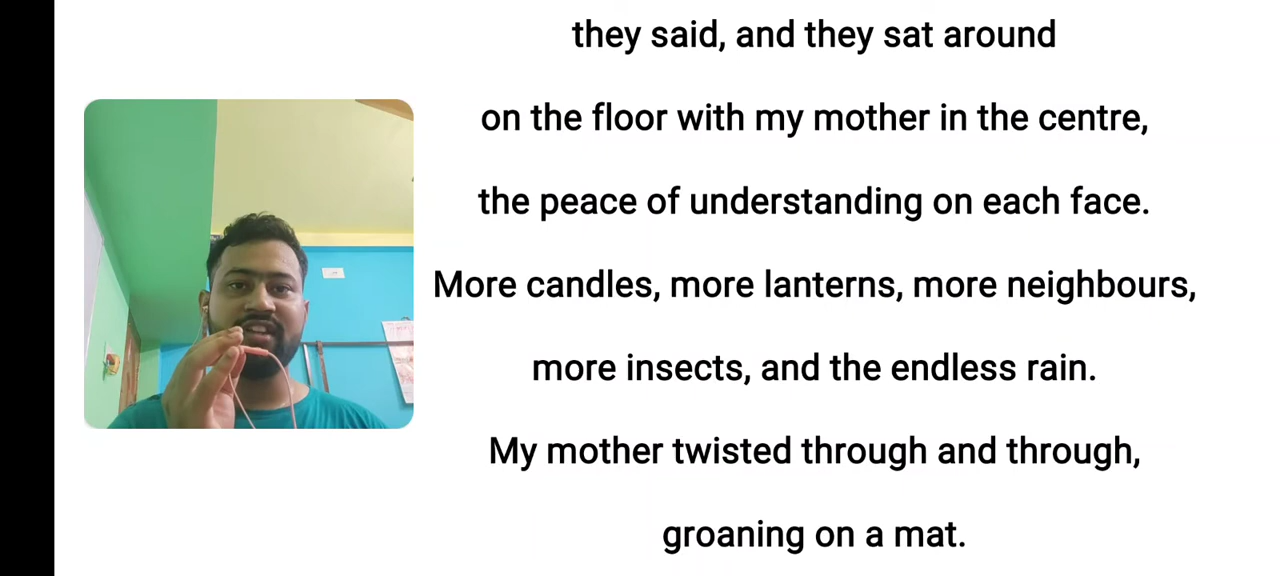 they said, and they sat around
on the floor with my mother in the centre,
the peace of understanding on each face.
More candles, more lanterns, more neighbours,
more insects, and the endless rain.
My mother twisted through and through,
groaning on a mat.